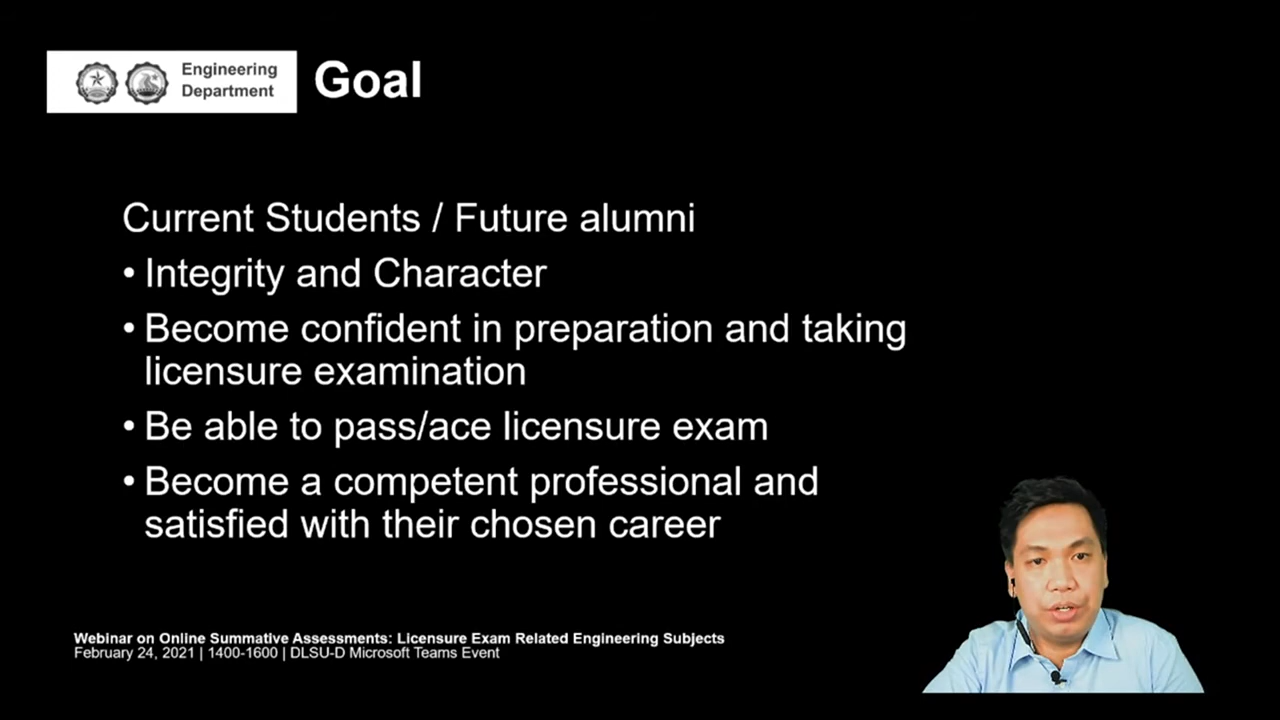 Engineering
Department
Goal
Current Students / Future alumni
• Integrity and Character
• Become confident in preparation and taking
licensure examination
• Be able to pass/ace licensure exam
• Become a competent professional and
satisfied with their chosen career
Webinar on Online Summative Assessments: Licensure Exam Related Engineering Subjects
February 24, 2021 | 1400-1600 | DLSU-D Microsoft Teams Event